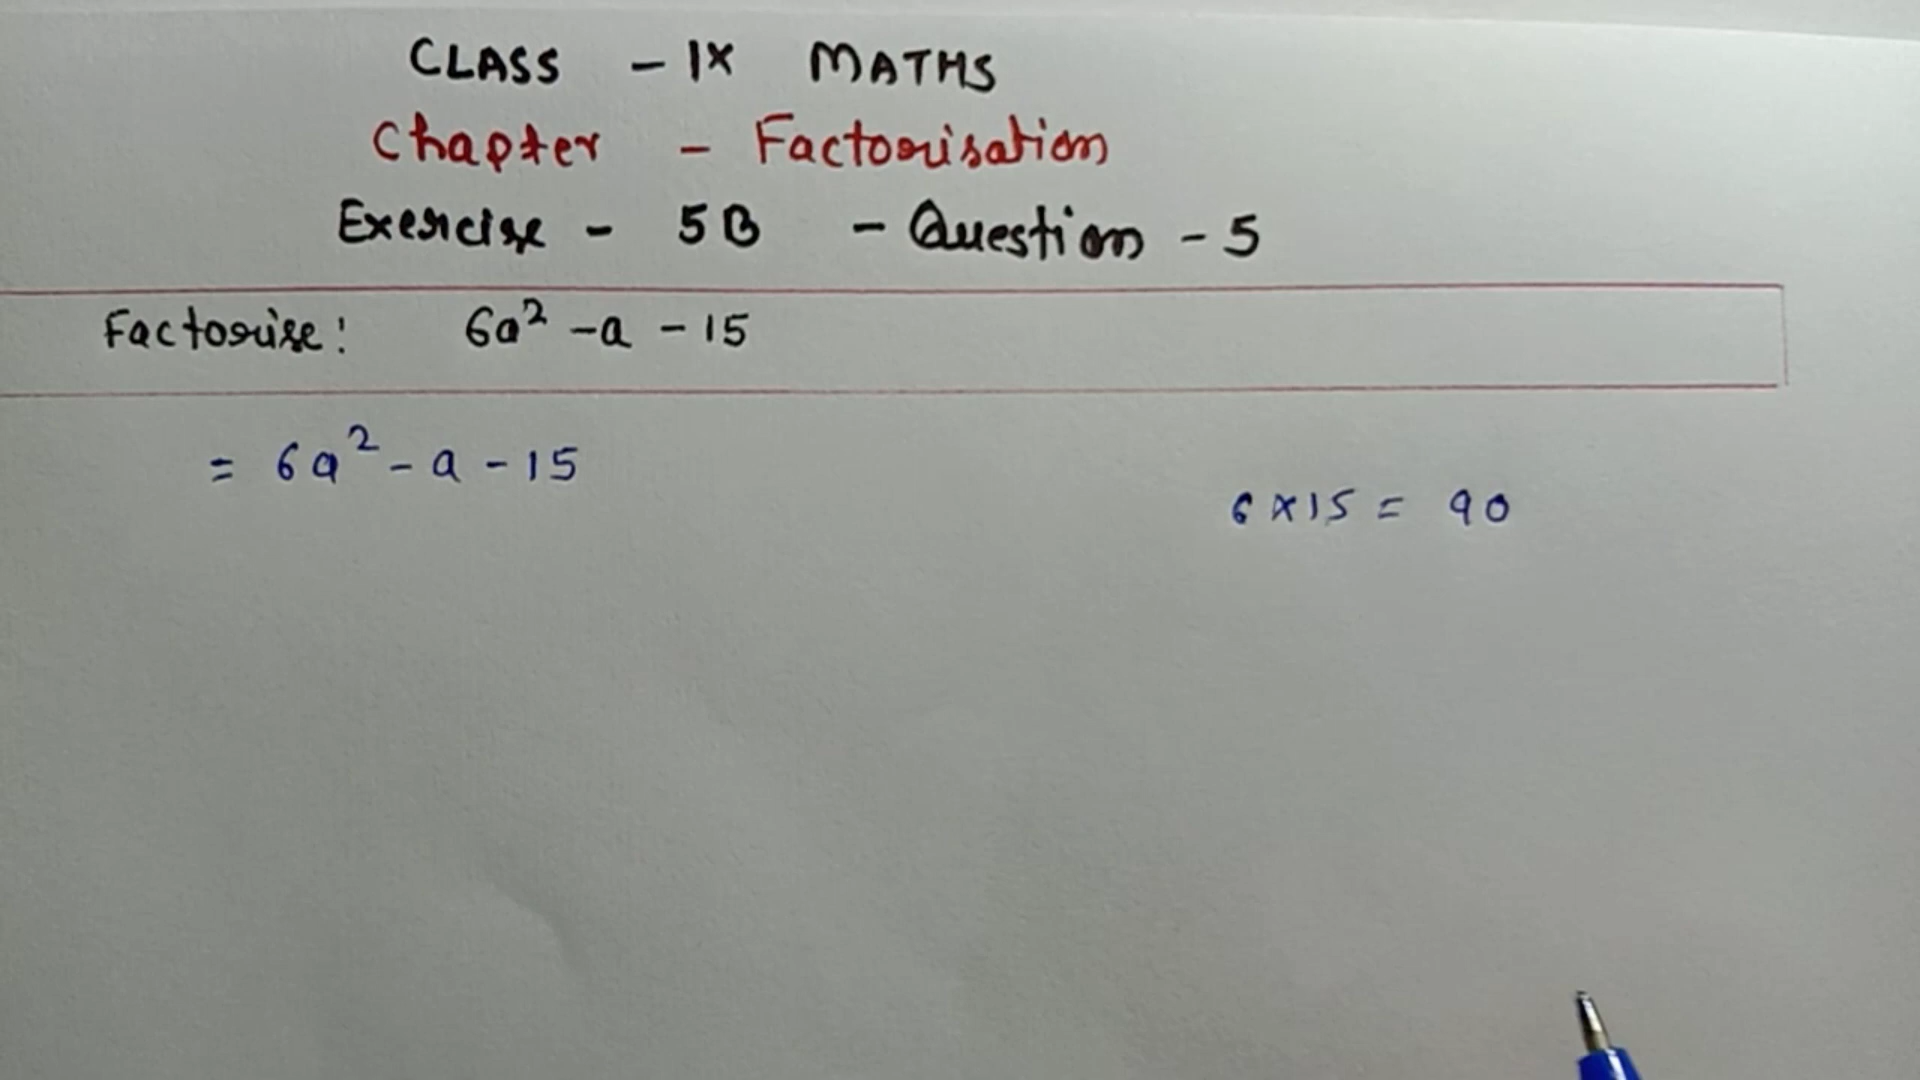 CLASS - IX MATHS
Chapter - Factorisation
Exercise - 5B - Question - 5
Factorise: 6a² - a - 15
= 6a² - a - 15
6 × 15 = 90